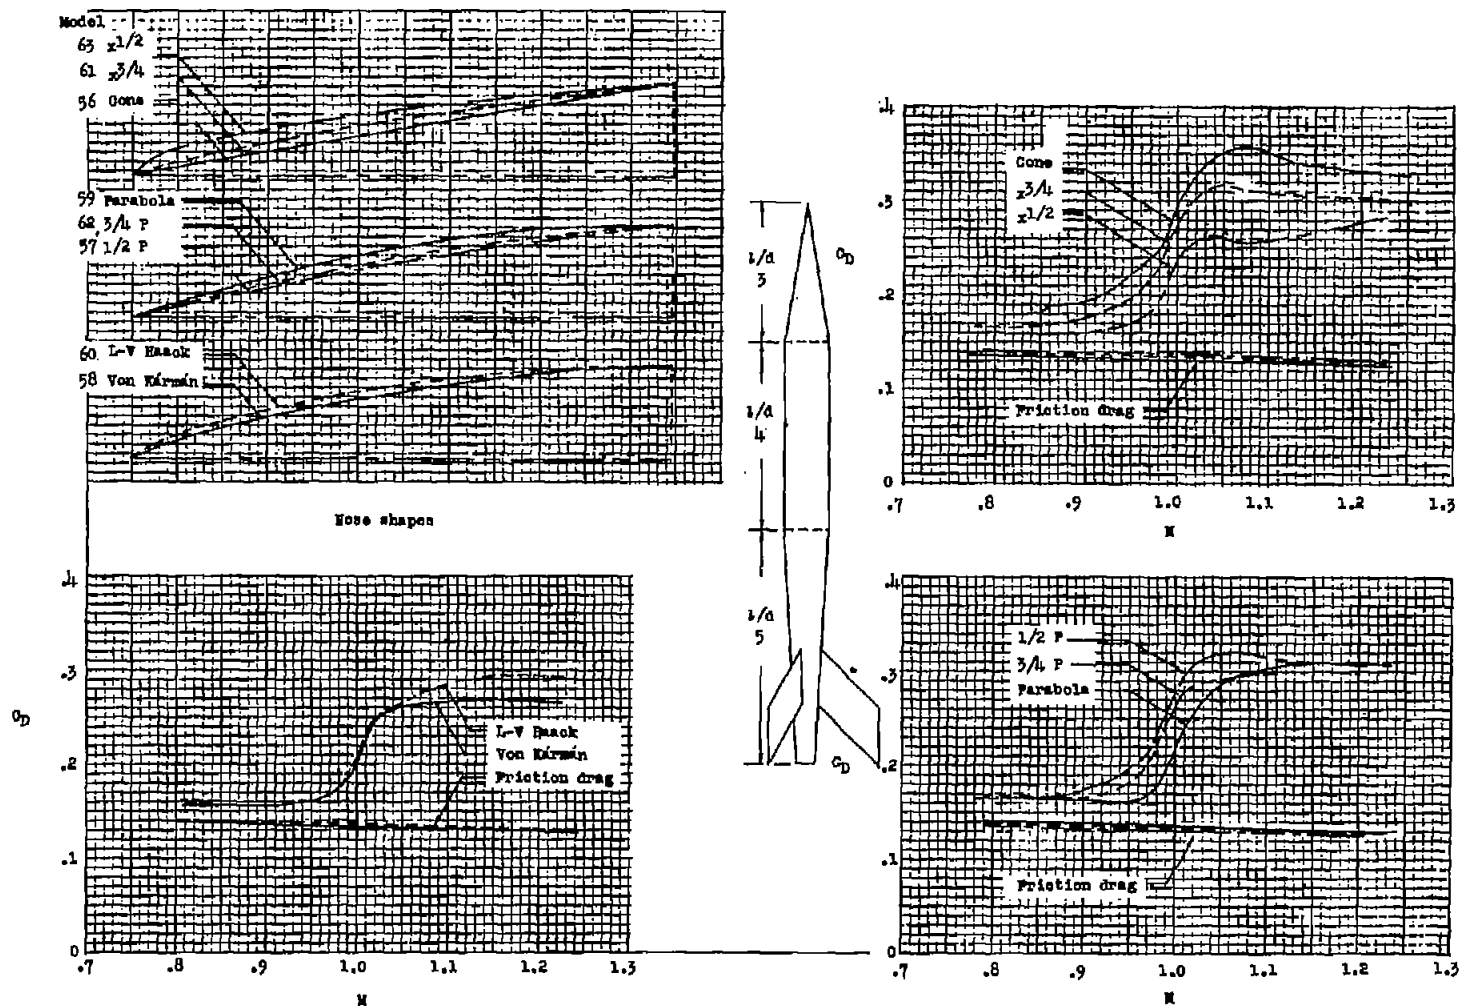 Model
63 x1/2
61 x3/4
56 Cone
59 Parabola
62 3/4 P
57 1/2 P
60 L-V Haack
58 Von Kármán
Nose shapes
l/d
3
l/d
4
l/d
5
CD
.4
.3
.2
.1
0
.7 .8 .9 1.0 1.1 1.2 1.3
M
Cone
x3/4
x1/2
Friction drag
CD
.4
.3
.2
.1
0
.7 .8 .9 1.0 1.1 1.2 1.3
M
L-V Haack
Von Kármán
Friction drag
CD
.4
.3
.2
.1
0
.7 .8 .9 1.0 1.1 1.2 1.3
M
1/2 P
3/4 P
Parabola
Friction drag